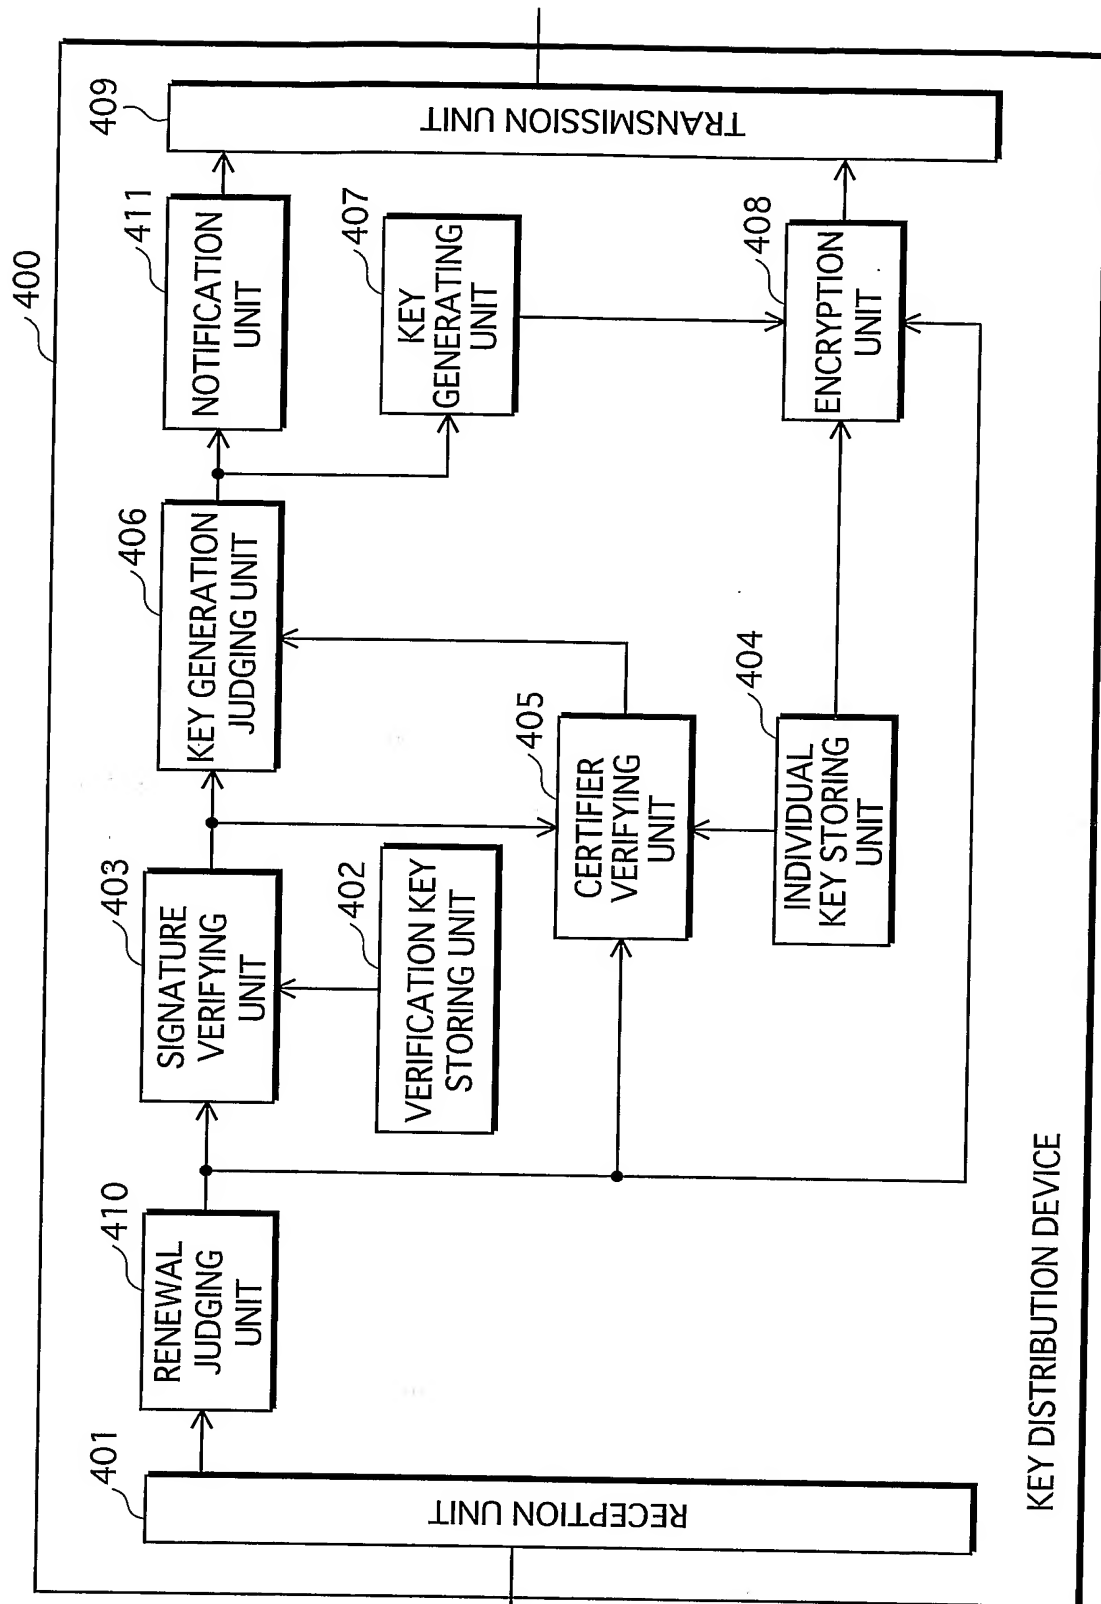 400
401
RECEPTION UNIT
410
RENEWAL
JUDGING
UNIT
403
SIGNATURE
VERIFYING
UNIT
402
VERIFICATION KEY
STORING UNIT
406
KEY GENERATION
JUDGING UNIT
405
CERTIFIER
VERIFYING
UNIT
404
INDIVIDUAL
KEY STORING
UNIT
411
NOTIFICATION
UNIT
407
KEY
GENERATING
UNIT
408
ENCRYPTION
UNIT
409
TRANSMISSION UNIT
KEY DISTRIBUTION DEVICE